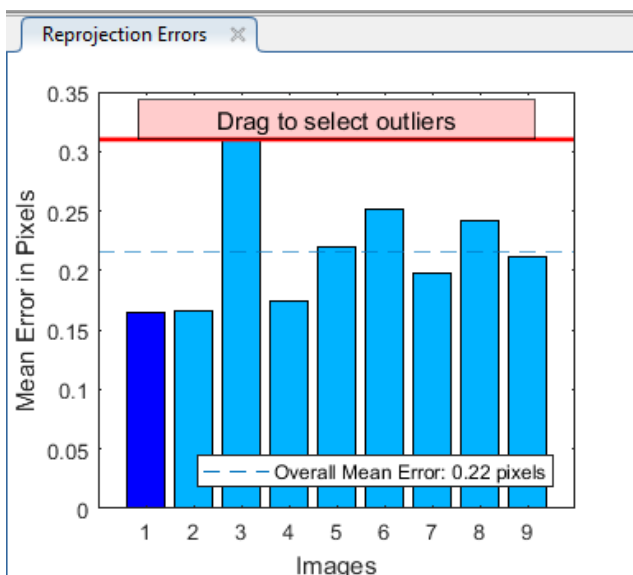 Reprojection Errors
Drag to select outliers
0.35
0.3
0.25
0.2
0.15
0.1
0.05
0
Mean Error in Pixels
Overall Mean Error: 0.22 pixels
1 2 3 4 5 6 7 8 9
Images